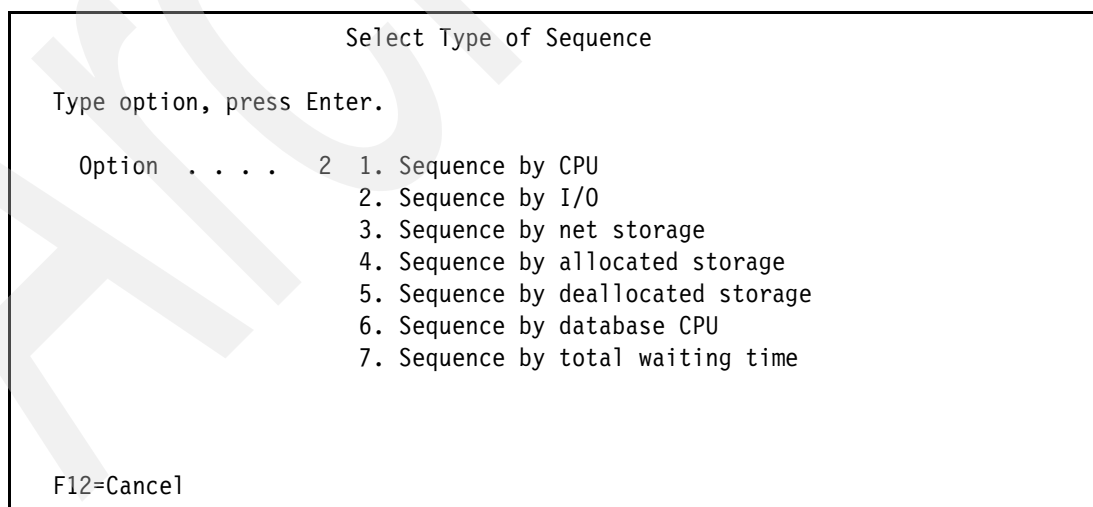 Select Type of Sequence
Type option, press Enter.
Option . . . . 2 1. Sequence by CPU
2. Sequence by I/O
3. Sequence by net storage
4. Sequence by allocated storage
5. Sequence by deallocated storage
6. Sequence by database CPU
7. Sequence by total waiting time
F12=Cancel